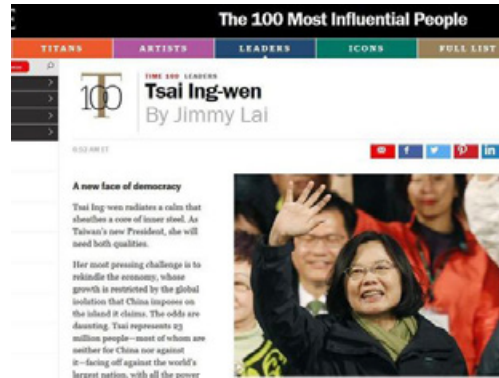 The 100 Most Influential People
TITANS
ARTISTS
LEADERS
ICONS
FULL LIST
T
100
TIME 100 LEADERS
Tsai Ing-wen
By Jimmy Lai
in
A new face of democracy
Tsai Ing-wen radiates a calm that
sheathes a core of inner steel. As
Taiwan's new President, she will
need both qualities.
Her most pressing challenge is to
rekindle the economy, whose
growth is restricted by the global
isolation that China imposes on
the island it claims. The odds are
daunting. Tsai represents 23
million people—most of whom are
neither for China nor against
it—facing off against the world's
largest nation, with all the power